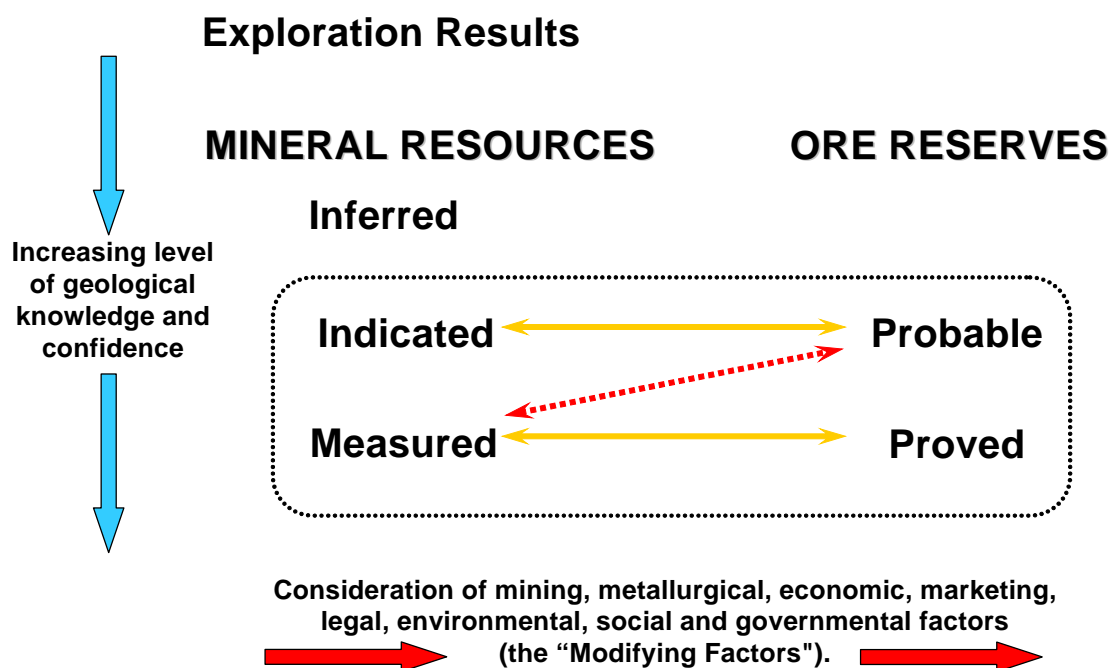 Exploration Results
MINERAL RESOURCES ORE RESERVES
Inferred
Increasing level
of geological
knowledge and
confidence
Indicated Probable
Measured Proved
Consideration of mining, metallurgical, economic, marketing,
legal, environmental, social and governmental factors
(the “Modifying Factors").